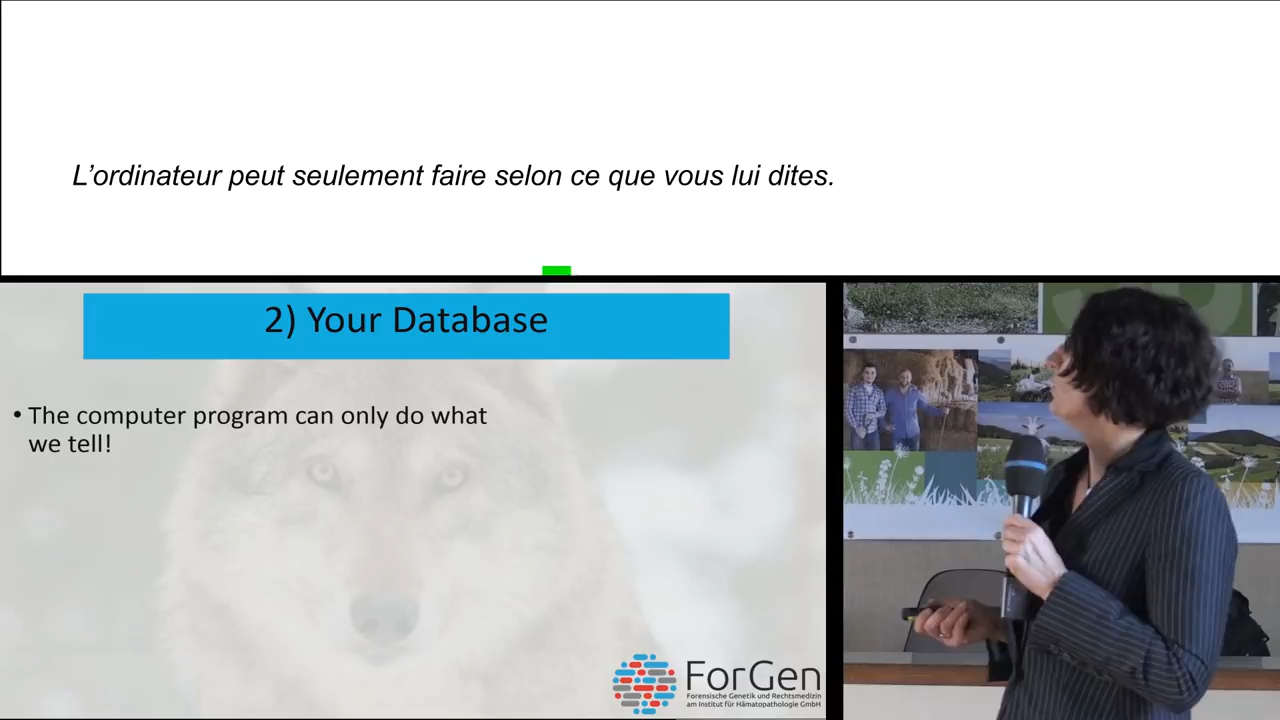 L’ordinateur peut seulement faire selon ce que vous lui dites.
2) Your Database
• The computer program can only do what
we tell!
ForGen
Forensische Genetik und Rechtsmedizin
am Institut für Hämatopathologie GmbH